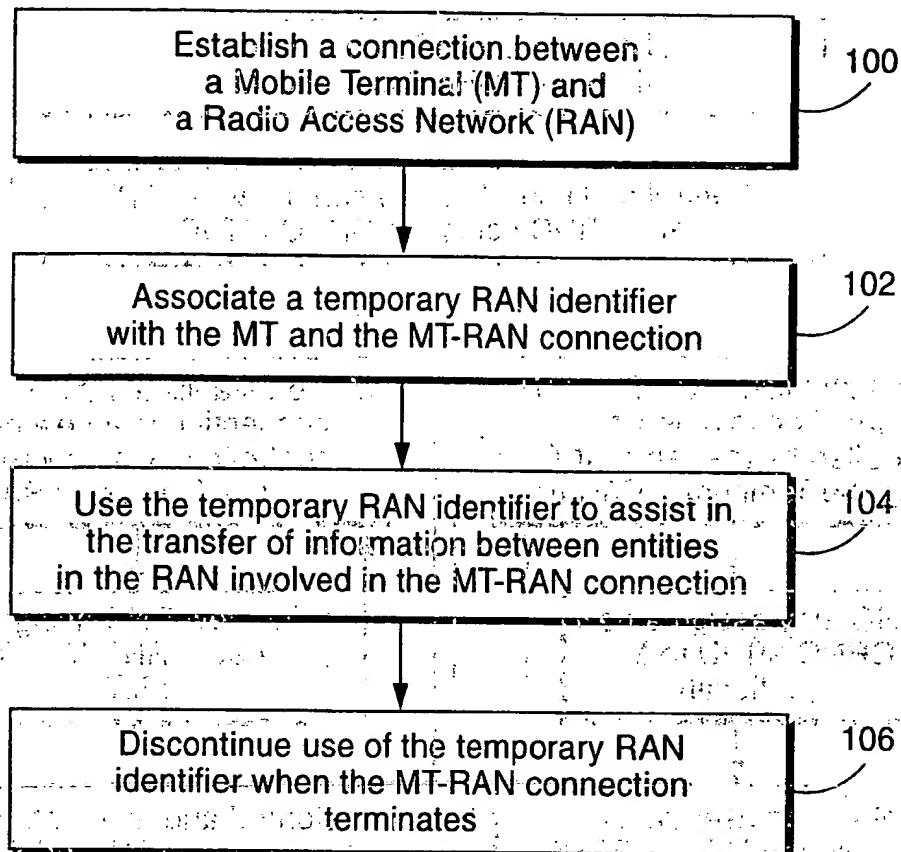 Establish a connection between
a Mobile Terminal (MT) and
a Radio Access Network (RAN)
100
Associate a temporary RAN identifier
with the MT and the MT-RAN connection
102
Use the temporary RAN identifier to assist in
the transfer of information between entities
in the RAN involved in the MT-RAN connection
104
Discontinue use of the temporary RAN
identifier when the MT-RAN connection
terminates
106